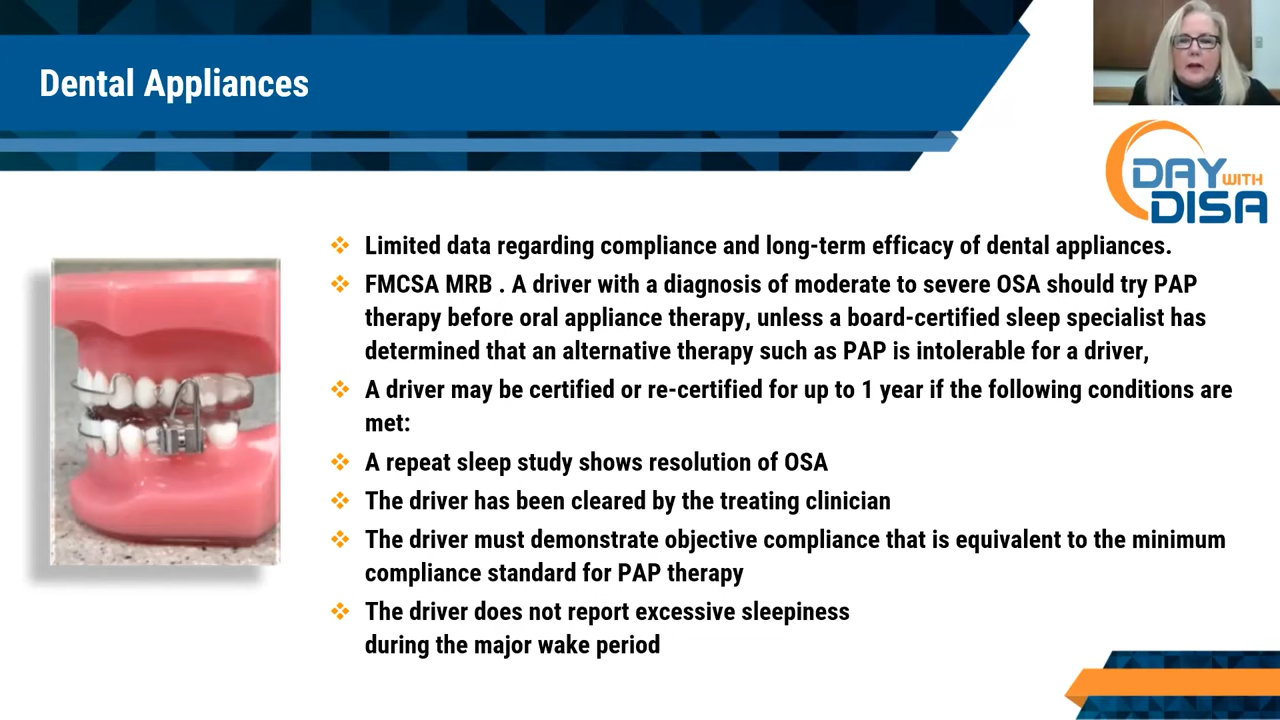 Dental Appliances
DAY WITH
DISA
Limited data regarding compliance and long-term efficacy of dental appliances.
FMCSA MRB . A driver with a diagnosis of moderate to severe OSA should try PAP
therapy before oral appliance therapy, unless a board-certified sleep specialist has
determined that an alternative therapy such as PAP is intolerable for a driver,
A driver may be certified or re-certified for up to 1 year if the following conditions are
met:
A repeat sleep study shows resolution of OSA
The driver has been cleared by the treating clinician
The driver must demonstrate objective compliance that is equivalent to the minimum
compliance standard for PAP therapy
The driver does not report excessive sleepiness
during the major wake period